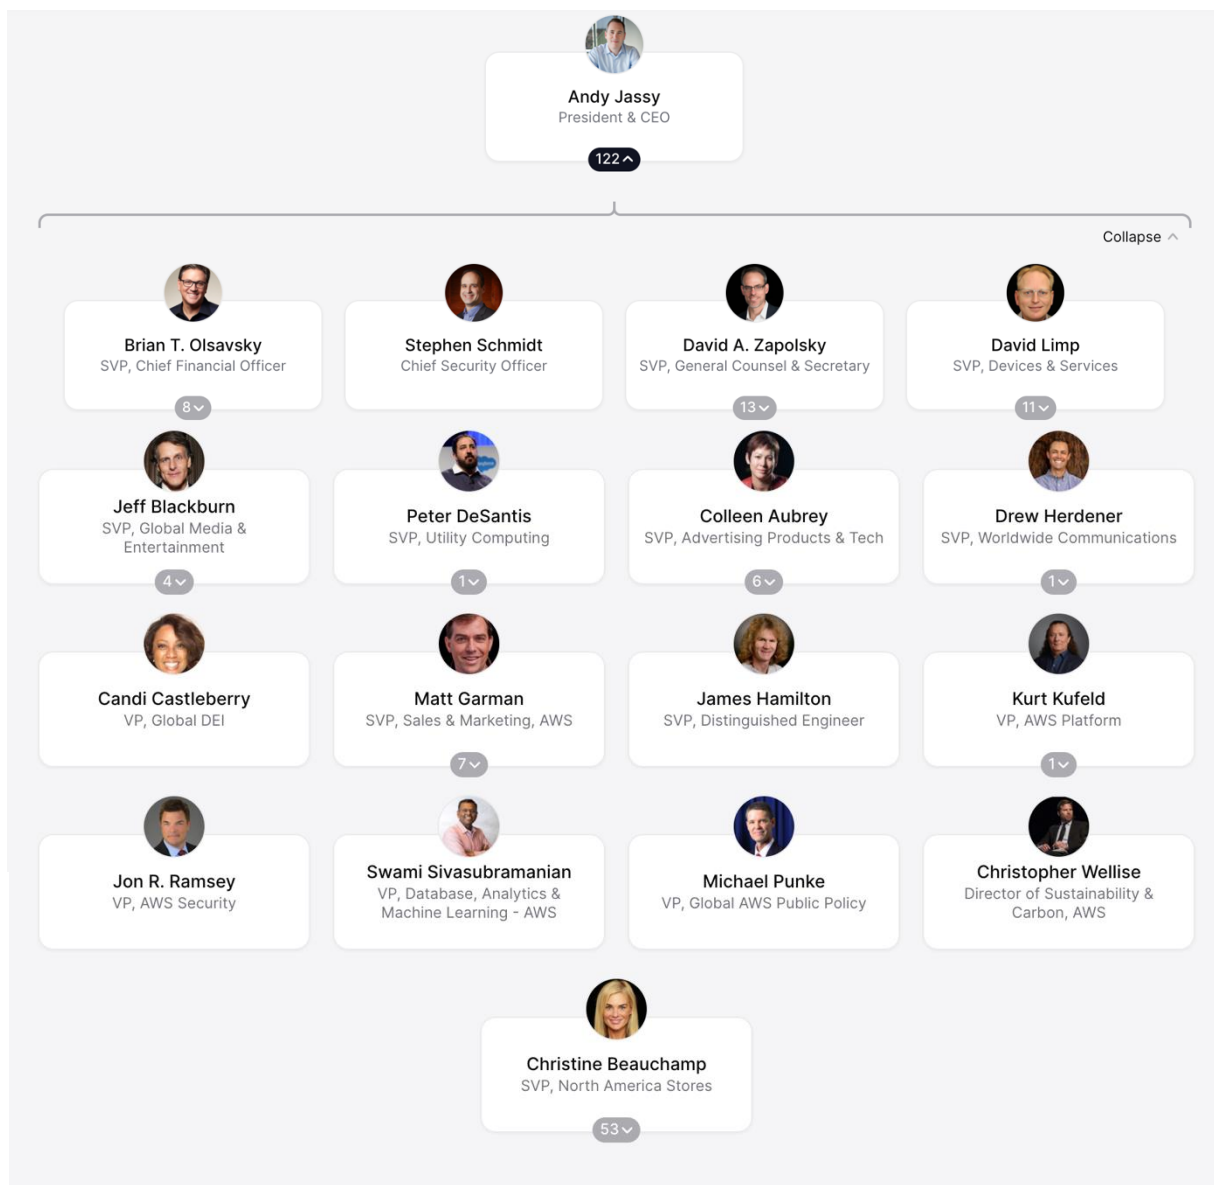 Andy Jassy
President & CEO
122
Collapse
Brian T. Olsavsky
SVP, Chief Financial Officer
8
Stephen Schmidt
Chief Security Officer
David A. Zapolsky
SVP, General Counsel & Secretary
13
David Limp
SVP, Devices & Services
11
Jeff Blackburn
SVP, Global Media &
Entertainment
4
Peter DeSantis
SVP, Utility Computing
1
Colleen Aubrey
SVP, Advertising Products & Tech
6
Drew Herdener
SVP, Worldwide Communications
1
Candi Castleberry
VP, Global DEI
Matt Garman
SVP, Sales & Marketing, AWS
7
James Hamilton
SVP, Distinguished Engineer
Kurt Kufeld
VP, AWS Platform
1
Jon R. Ramsey
VP, AWS Security
Swami Sivasubramanian
VP, Database, Analytics &
Machine Learning - AWS
Michael Punke
VP, Global AWS Public Policy
Christopher Wellise
Director of Sustainability &
Carbon, AWS
Christine Beauchamp
SVP, North America Stores
53